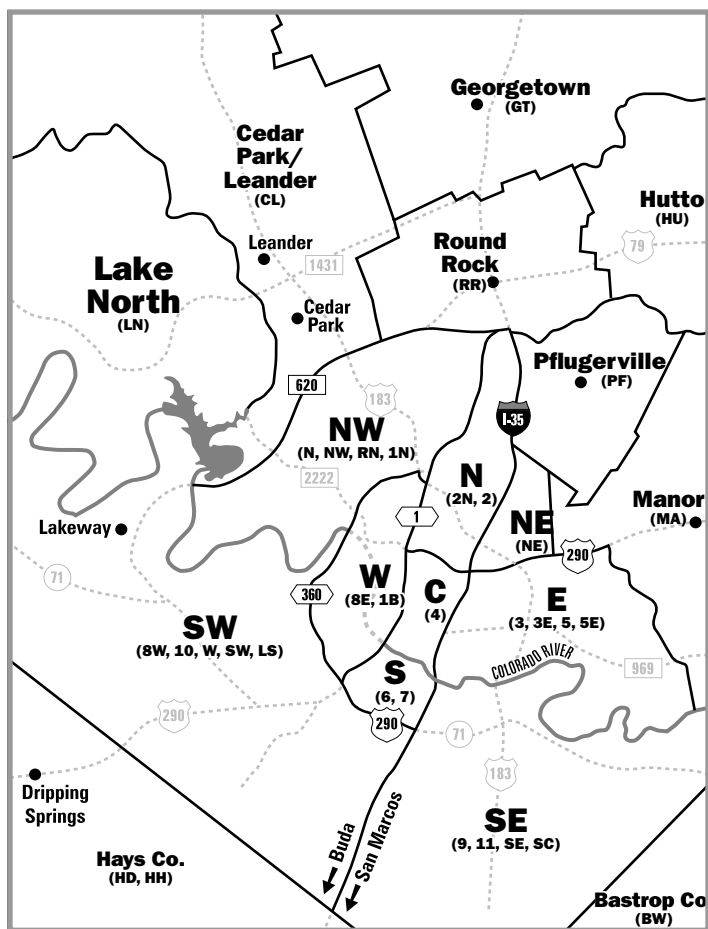 Georgetown
(GT)
Cedar
Park/
Leander
(CL)
Hutto
(HU)
Round
Rock
(RR)
79
Leander
1431
Lake
North
(LN)
Cedar
Park
Pflugerville
(PF)
620
183
I-35
NW
(N, NW, RN, 1N)
2222
N
(2N, 2)
Manor
(MA)
1
NE
(NE)
Lakeway
290
71
360
W
(8E, 1B)
C
(4)
E
(3, 3E, 5, 5E)
SW
(8W, 10, W, SW, LS)
COLORADO RIVER
969
S
(6, 7)
290
290
71
183
Dripping
Springs
SE
(9, 11, SE, SC)
Buda
San Marcos
Hays Co.
(HD, HH)
Bastrop Co
(BW)